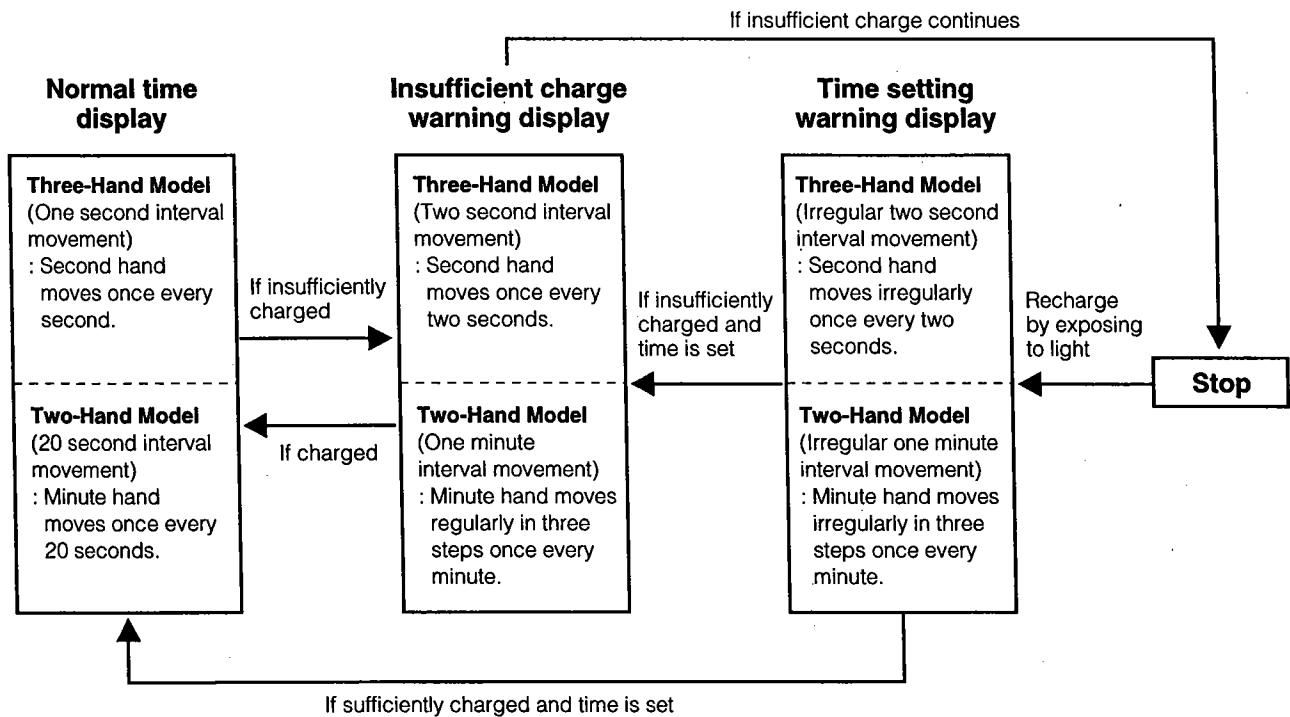 If insufficient charge continues
Normal time
display
Three-Hand Model
(One second interval
movement)
: Second hand
moves once every
second.
Two-Hand Model
(20 second interval
movement)
: Minute hand
moves once every
20 seconds.
If insufficiently
charged
If charged
Insufficient charge
warning display
Three-Hand Model
(Two second interval
movement)
: Second hand
moves once every
two seconds.
Two-Hand Model
(One minute
interval movement)
: Minute hand moves
regularly in three
steps once every
minute.
If insufficiently
charged and
time is set
Time setting
warning display
Three-Hand Model
(Irregular two second
interval movement)
: Second hand
moves irregularly
once every two
seconds.
Two-Hand Model
(Irregular one minute
interval movement)
: Minute hand moves
irregularly in three
steps once every
minute.
Recharge
by exposing
to light
Stop
If sufficiently charged and time is set